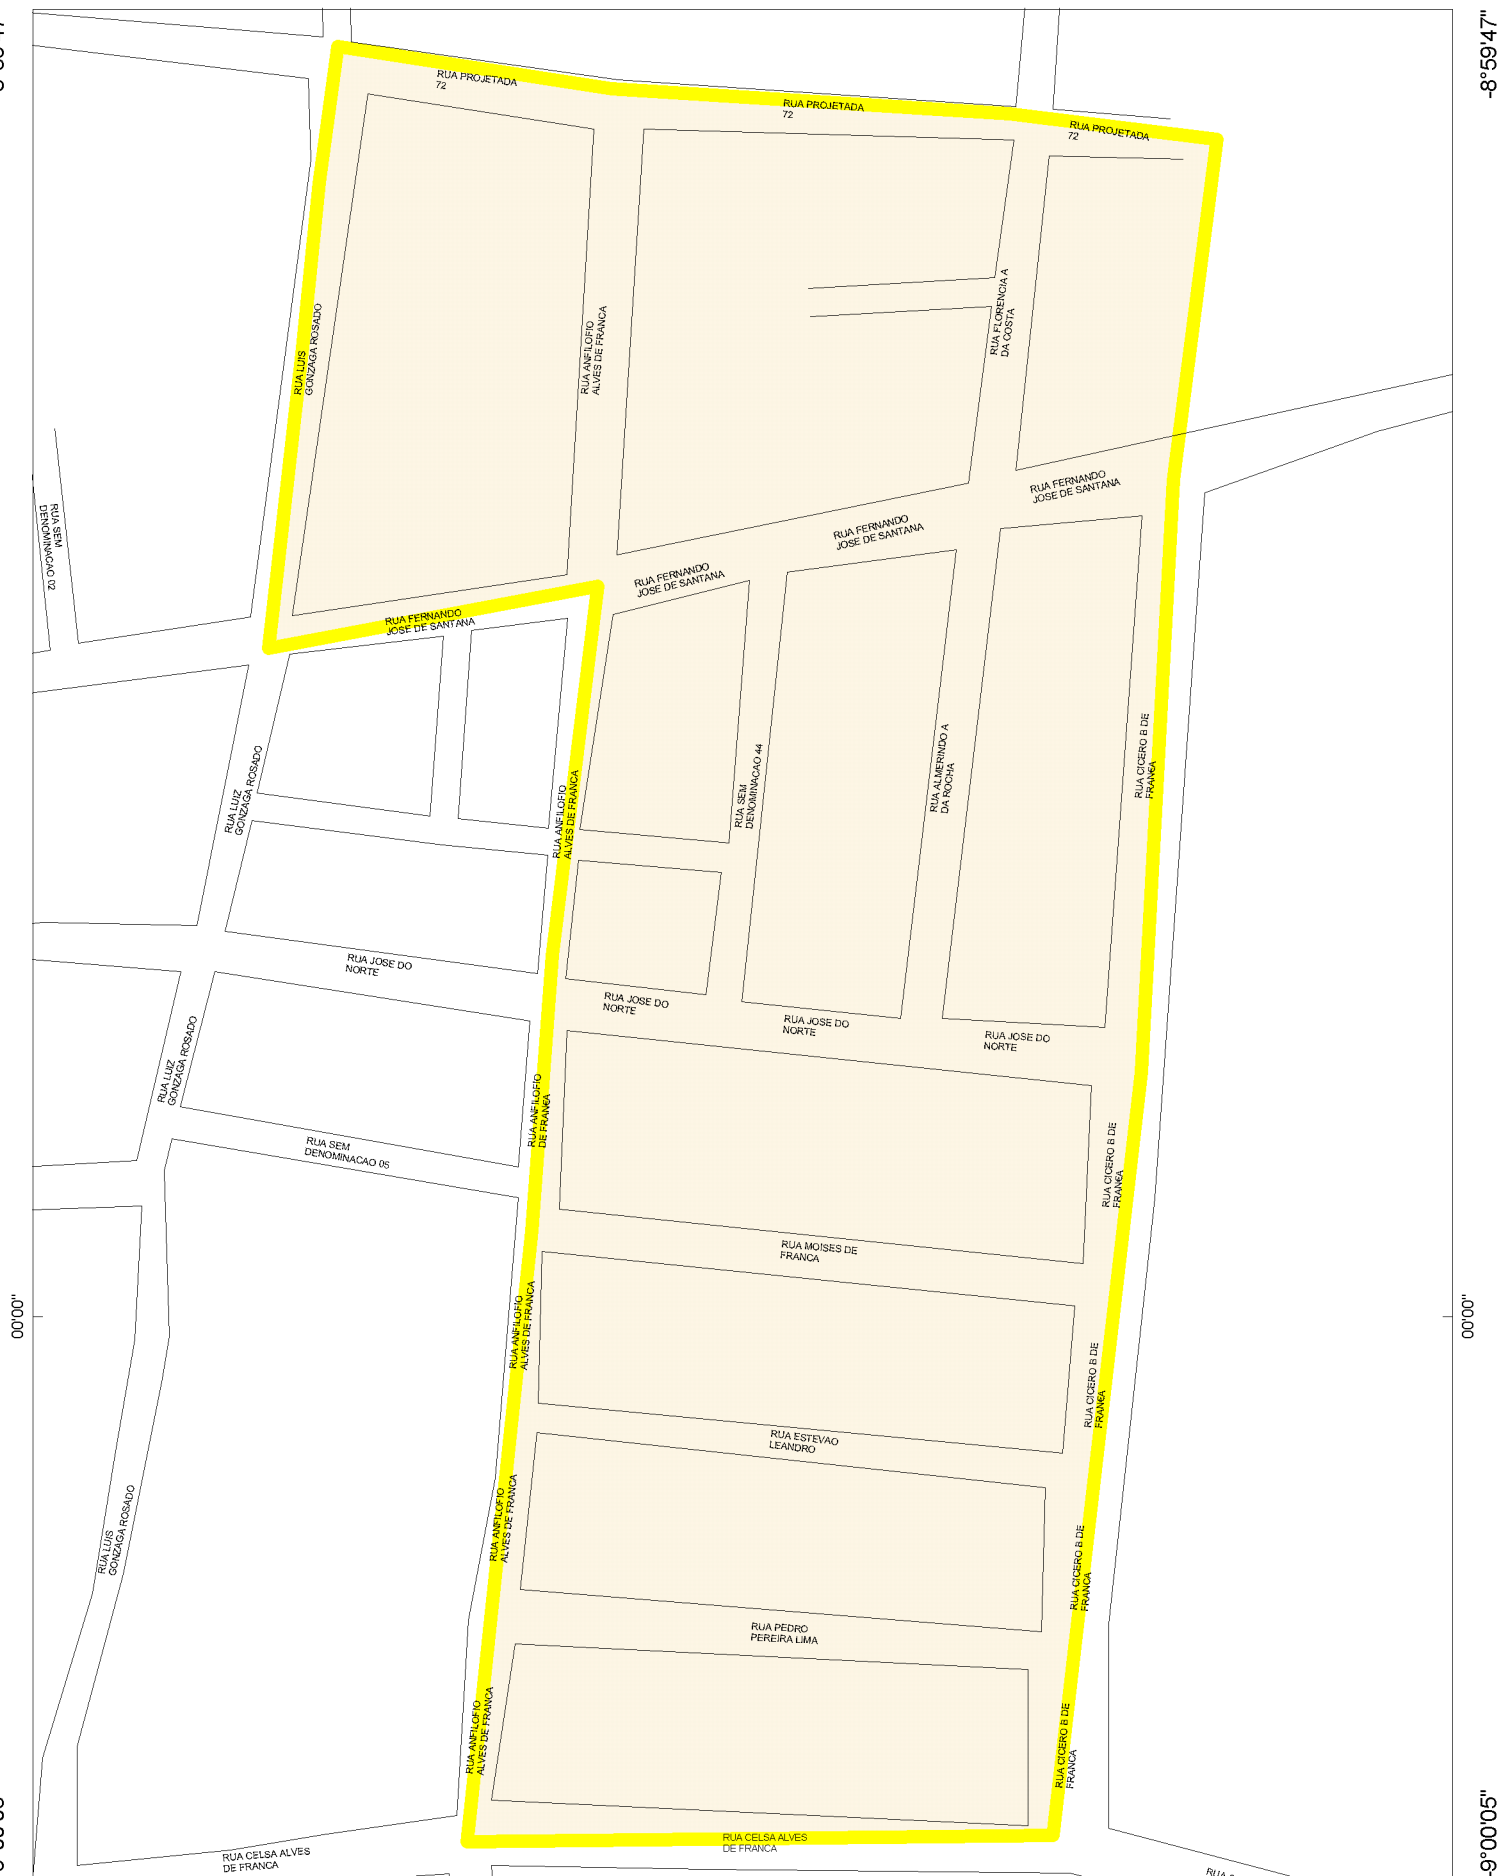 -8°59'47"
RUA PROJETADA
72
RUA PROJETADA
72
RUA PROJETADA
72
RUA LUIS
GONZAGA ROSADO
RUA ANFILOFIO
ALVES DE FRANCA
RUA FLORENCIA A
DA COSTA
RUA SEM
DENOMINACAO 02
RUA FERNANDO
JOSE DE SANTANA
RUA FERNANDO
JOSE DE SANTANA
RUA FERNANDO
JOSE DE SANTANA
RUA FERNANDO
JOSE DE SANTANA
RUA LUIZ
GONZAGA ROSADO
RUA ANFILOFIO
ALVES DE FRANCA
RUA SEM
DENOMINACAO 44
RUA ALMERINDO A
DA ROCHA
RUA CICERO B DE
FRANCA
RUA JOSE DO
NORTE
RUA JOSE DO
NORTE
RUA JOSE DO
NORTE
RUA JOSE DO
NORTE
RUA LUIZ
GONZAGA ROSADO
RUA ANFILOFIO
DE FRANCA
RUA SEM
DENOMINACAO 05
RUA CICERO B DE
FRANCA
RUA MOISES DE
FRANCA
00'00"
00'00"
RUA ANFILOFIO
ALVES DE FRANCA
RUA CICERO B DE
FRANCA
RUA ESTEVAO
LEANDRO
RUA LUIS
GONZAGA ROSADO
RUA ANFILOFIO
ALVES DE FRANCA
RUA CICERO B DE
FRANCA
RUA PEDRO
PEREIRA LIMA
RUA ANFILOFIO
ALVES DE FRANCA
RUA CICERO B DE
FRANCA
RUA CELSA ALVES
DE FRANCA
RUA CELSA ALVES
DE FRANCA
-9°00'05"